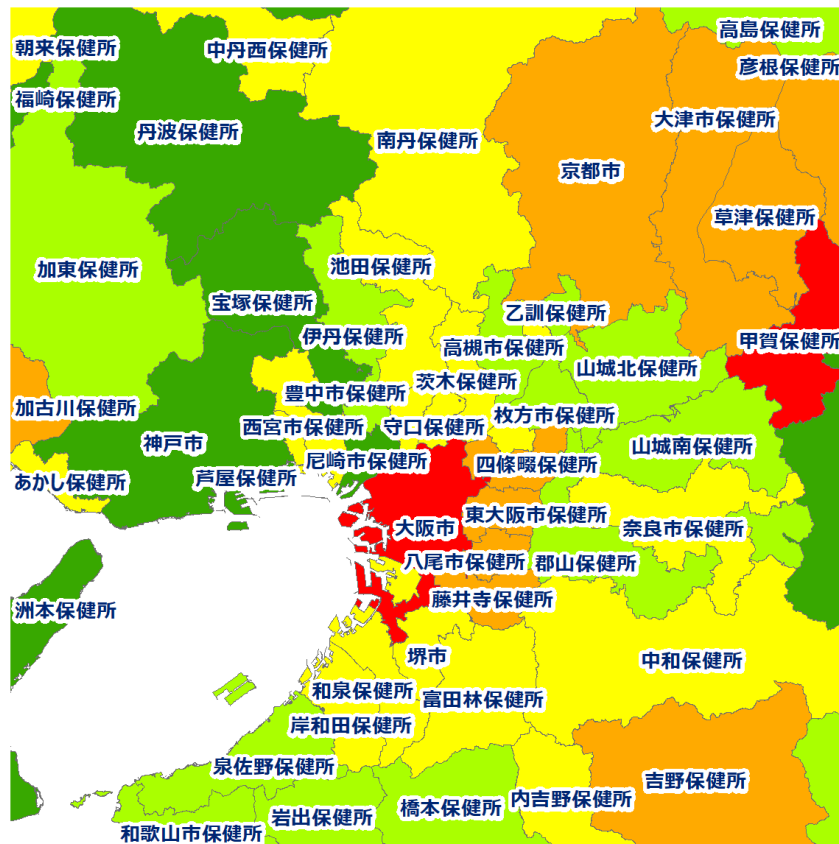 高島保健所
朝来保健所
中丹西保健所
彦根保健所
福崎保健所
大津市保健所
丹波保健所
南丹保健所
京都市
草津保健所
池田保健所
加東保健所
宝塚保健所
乙訓保健所
伊丹保健所
高槻市保健所
甲賀保健所
山城北保健所
茨木保健所
豊中市保健所
加古川保健所
枚方市保健所
西宮市保健所
守口保健所
神戸市
山城南保健所
尼崎市保健所
四條畷保健所
芦屋保健所
あかし保健所
東大阪市保健所
大阪市
奈良市保健所
八尾市保健所
郡山保健所
藤井寺保健所
洲本保健所
堺市
中和保健所
和泉保健所
富田林保健所
岸和田保健所
泉佐野保健所
吉野保健所
内吉野保健所
橋本保健所
岩出保健所
和歌山市保健所